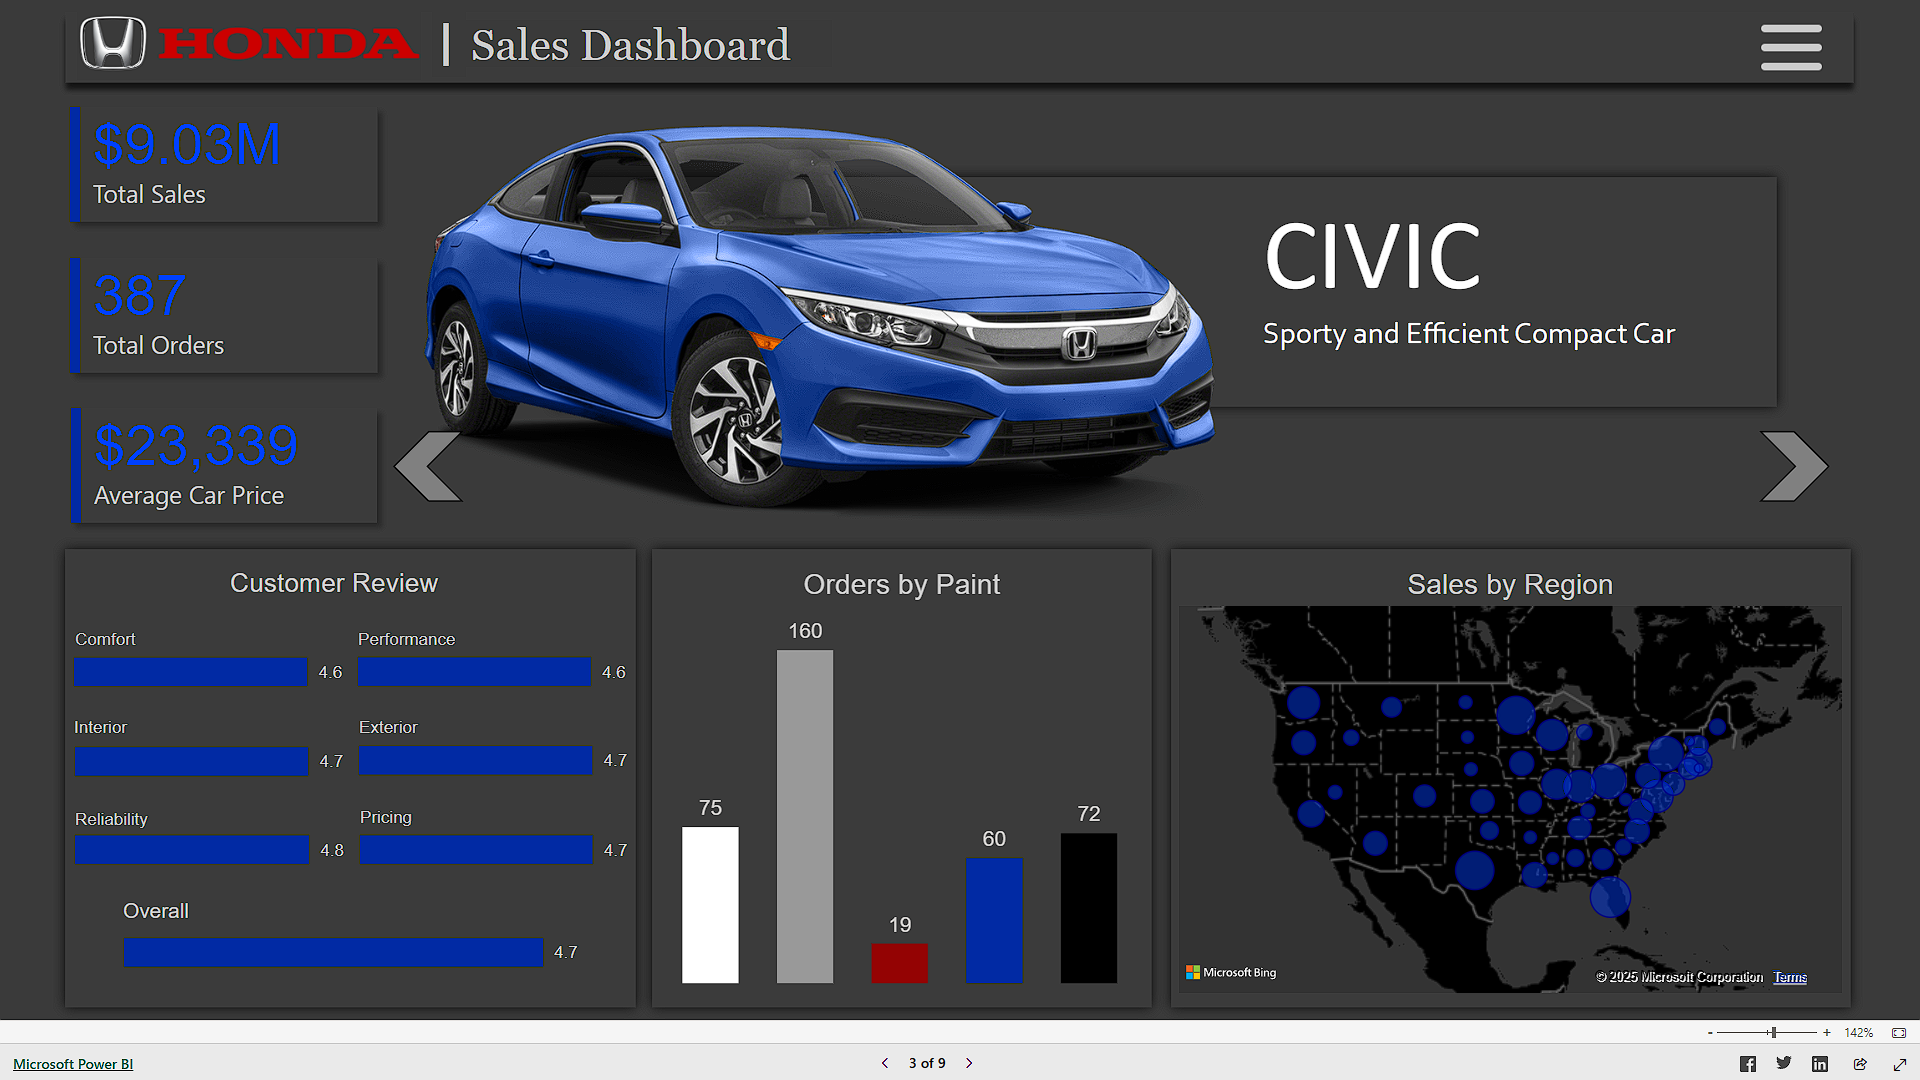 HONDA
Sales Dashboard
$9.03M
Total Sales
387
Total Orders
$23,339
Average Car Price
CIVIC
Sporty and Efficient Compact Car
Customer Review
Comfort
4.6
Performance
4.6
Interior
4.7
Exterior
4.7
Reliability
4.8
Pricing
4.7
Overall
4.7
Orders by Paint
75
160
19
60
72
Sales by Region
Microsoft Bing
© 2025 Microsoft Corporation Terms
- + 142%
Microsoft Power BI
3 of 9